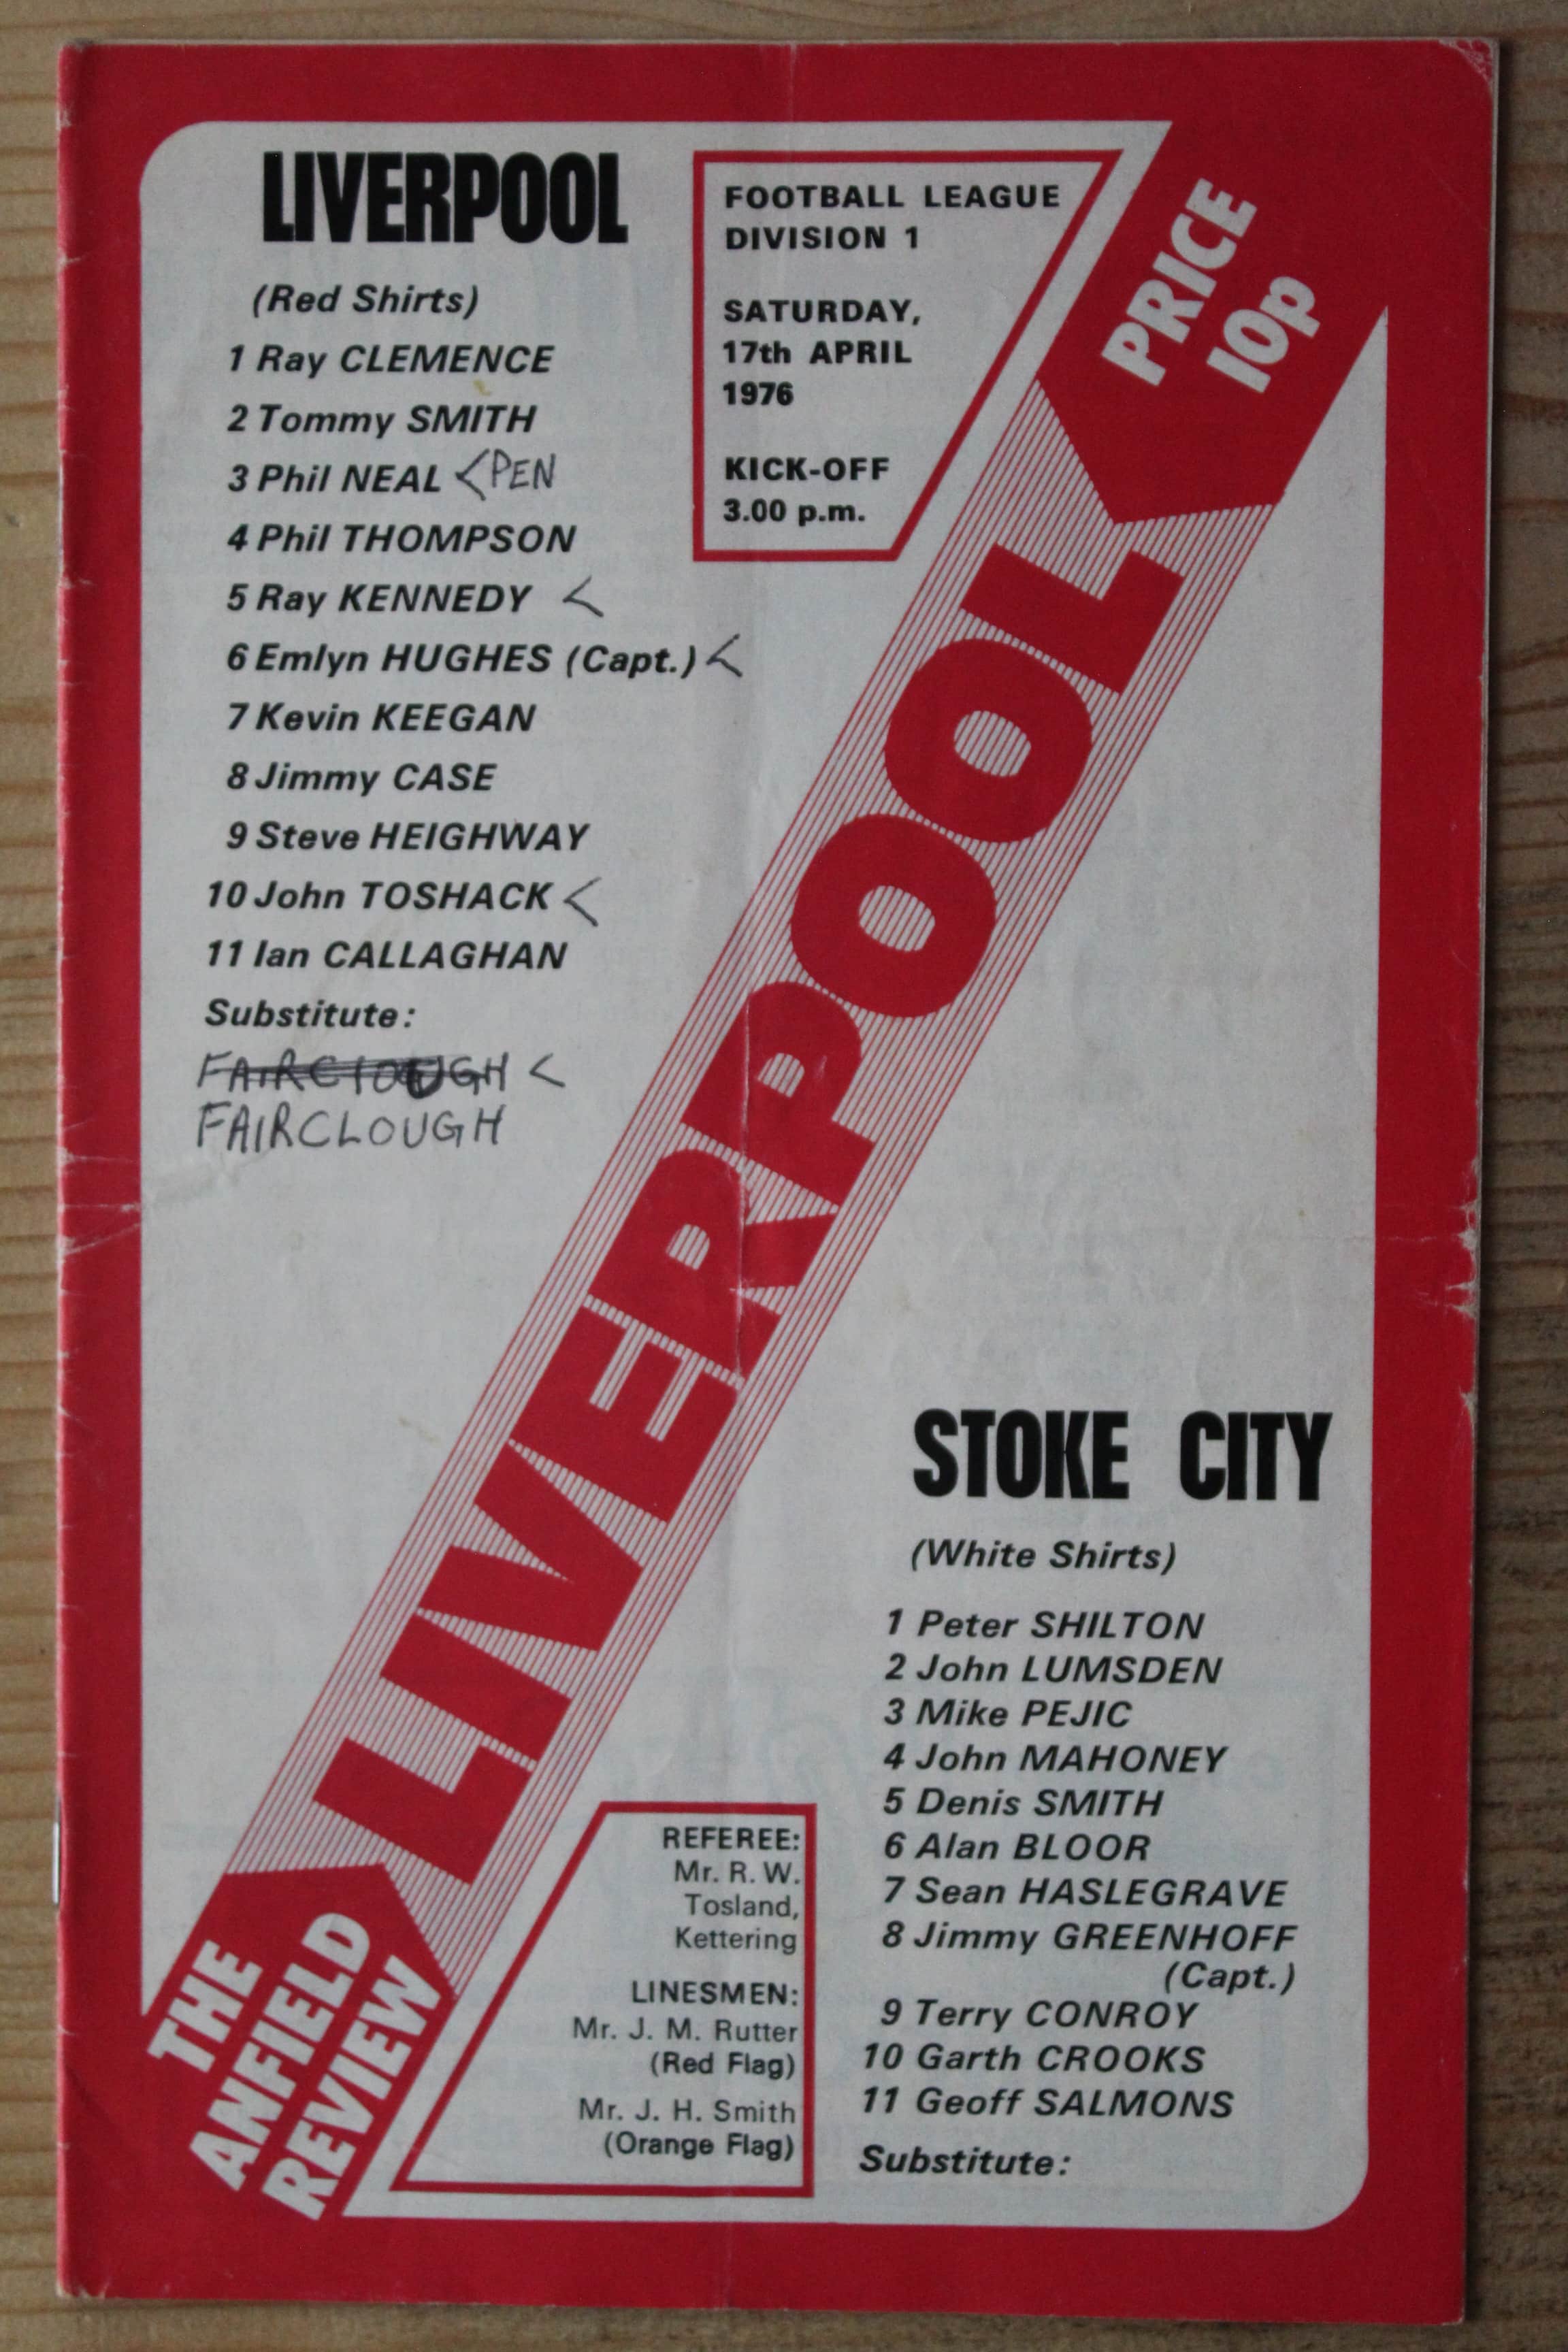 LIVERPOOL
(Red Shirts)
1 Ray CLEMENCE
2 Tommy SMITH
3 Phil NEAL < PEN
4 Phil THOMPSON
5 Ray KENNEDY <
6 Emlyn HUGHES (Capt.) <
7 Kevin KEEGAN
8 Jimmy CASE
9 Steve HEIGHWAY
10 John TOSHACK <
11 Ian CALLAGHAN
Substitute:
FAIRCLOUGH <
FAIRCLOUGH
FOOTBALL LEAGUE
DIVISION 1
SATURDAY,
17th APRIL
1976
KICK-OFF
3.00 p.m.
PRICE
10p
LIVERPOOL
THE
ANFIELD
REVIEW
REFEREE:
Mr. R. W.
Tosland,
Kettering
LINESMEN:
Mr. J. M. Rutter
(Red Flag)
Mr. J. H. Smith
(Orange Flag)
STOKE CITY
(White Shirts)
1 Peter SHILTON
2 John LUMSDEN
3 Mike PEJIC
4 John MAHONEY
5 Denis SMITH
6 Alan BLOOR
7 Sean HASLEGRAVE
8 Jimmy GREENHOFF
(Capt.)
9 Terry CONROY
10 Garth CROOKS
11 Geoff SALMONS
Substitute: